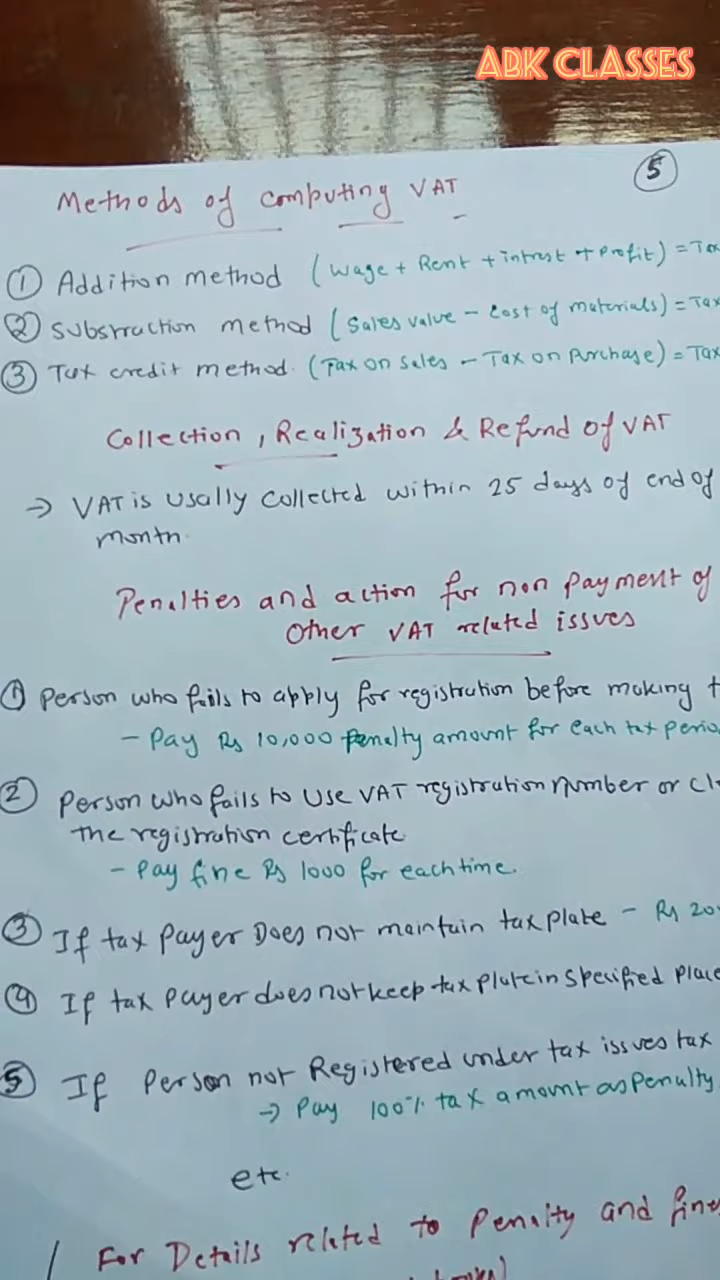 ABK CLASSES
5
Methods of computing VAT
① Addition method (wage + Rent + intrest + profit) = Tax
② Substraction method (Sales value - Cost of materials) = Tax
③ Tax credit method. (Tax on sales - Tax on purchase) = Tax
Collection, Realization & Refund of VAT
→ VAT is usally collected within 25 days of end of
month.
Penalties and action for non payment of
other VAT related issues
① Person who fails to apply for registration before making
- Pay Rs 10,000 penalty amount for each tax perio
② Person who fails to use VAT registration number or
the registration certificate
- Pay fine Rs 1000 for each time.
③ If tax payer Does not maintain tax plate - Rs
④ If tax payer does not keep tax plate in specified place
⑤ If Person not Registered under tax issues tax
→ Pay 100% tax amount as penalty
etc.
For Details related to Penalty and fine